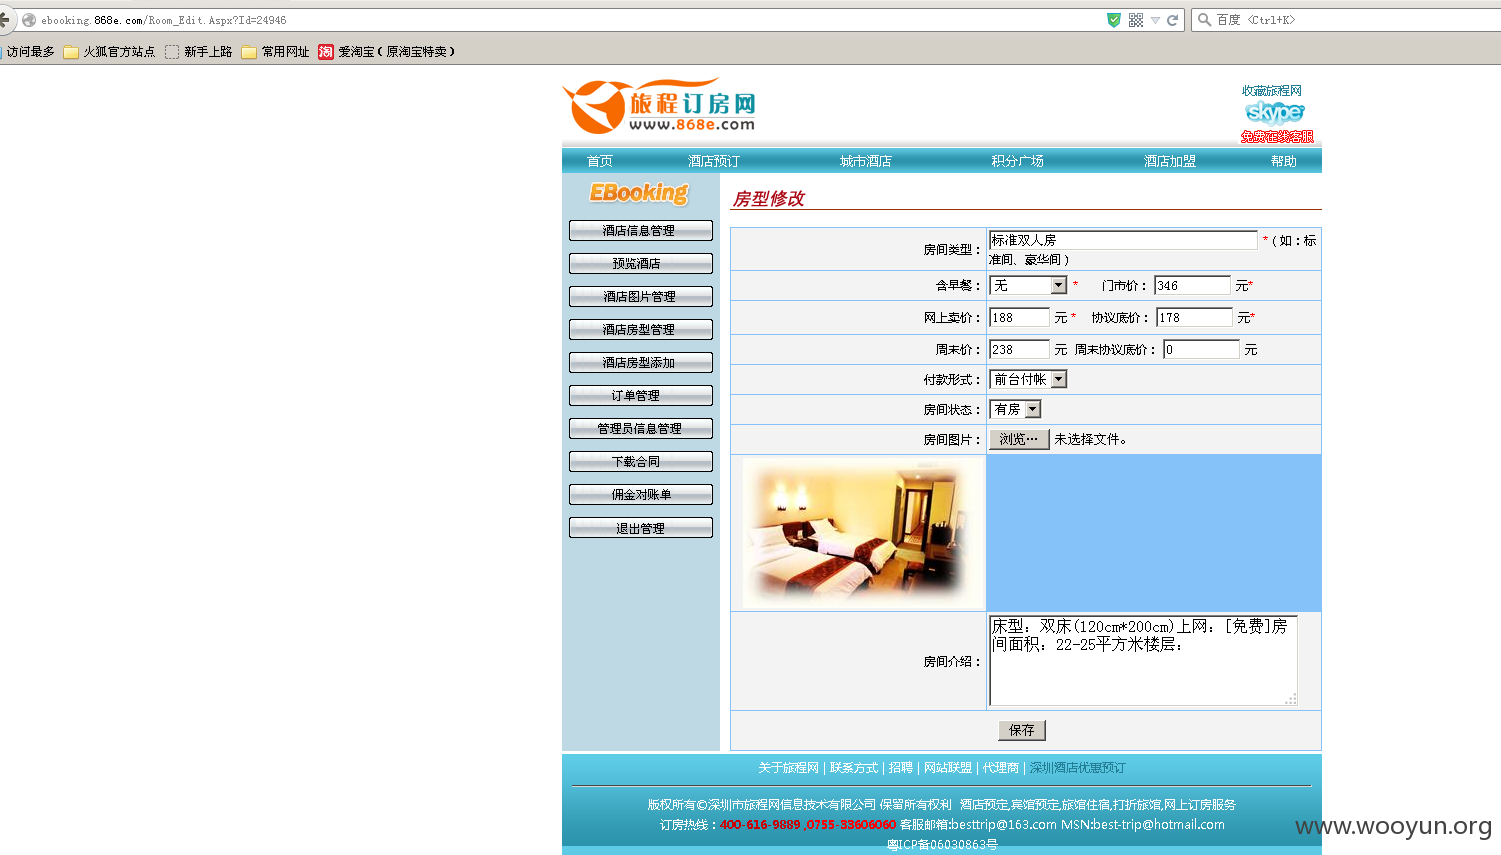 ebooking.868e.com/Room_Edit.Aspx?Id=24946
百度 <Ctrl+K>
访问最多 火狐官方站点 新手上路 常用网址 淘 爱淘宝（原淘宝特卖）
旅程订房网
www.868e.com
收藏旅程网
skype
免费在线客服
首页 酒店预订 城市酒店 积分广场 酒店加盟 帮助
EBooking
酒店信息管理
预览酒店
酒店图片管理
酒店房型管理
酒店房型添加
订单管理
管理员信息管理
下载合同
佣金对账单
退出管理
房型修改
房间类型： 标准双人房 *（如：标
准间、豪华间）
含早餐： 无 * 门市价： 346 元*
网上卖价： 188 元 * 协议底价： 178 元*
周末价： 238 元 周末协议底价： 0 元
付款形式： 前台付帐
房间状态： 有房
房间图片： 浏览… 未选择文件。
房间介绍：
床型：双床(120cm*200cm)上网：[免费]房
间面积：22-25平方米楼层：
保存
关于旅程网 | 联系方式 | 招聘 | 网站联盟 | 代理商 | 深圳酒店优惠预订
版权所有©深圳市旅程网信息技术有限公司 保留所有权利 酒店预定,宾馆预定,旅馆住宿,打折旅馆,网上订房服务
订房热线：400-616-9889 ,0755-33606060 客服邮箱:besttrip@163.com MSN:best-trip@hotmail.com
粤ICP备06030863号
www.wooyun.org